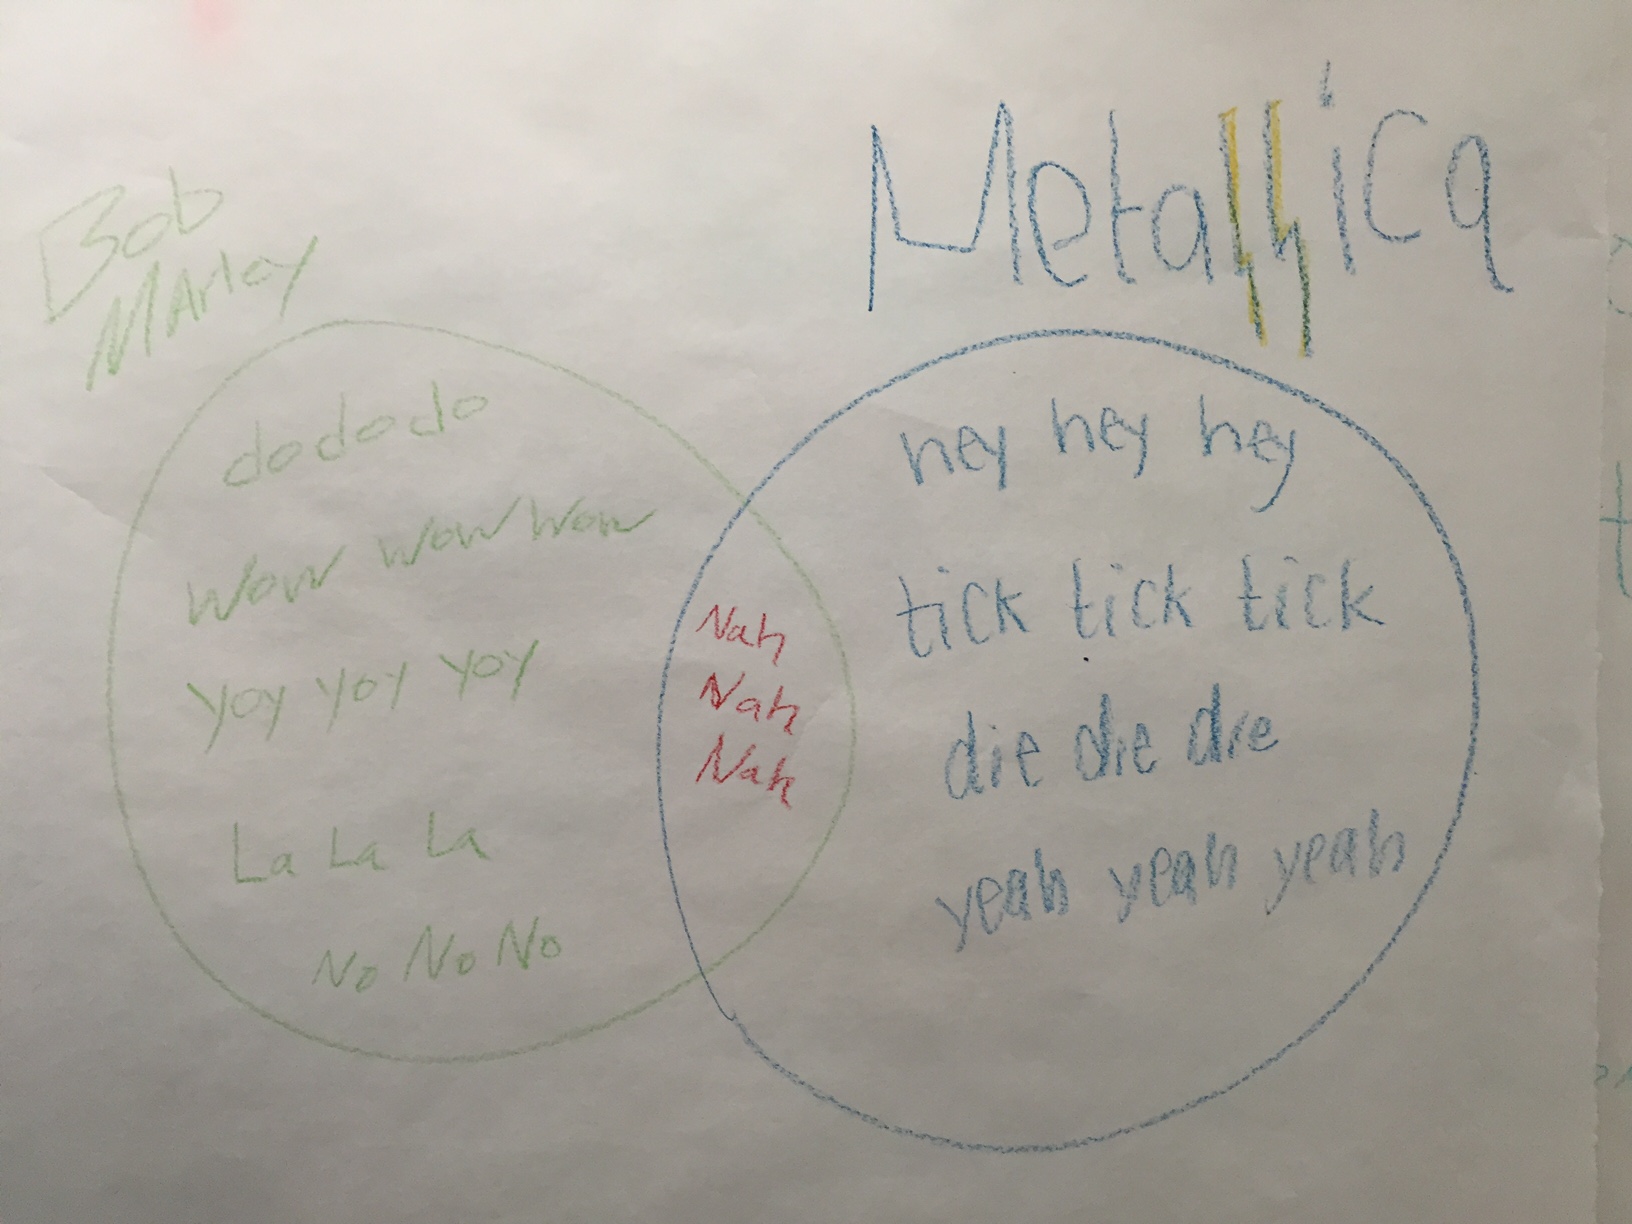 Bob
Marley
dododo
wow wow wow
yoy yoy yoy
La La La
No No No
Nah
Nah
Nah
Metallica
hey hey hey
tick tick tick
die die die
yeah yeah yeah